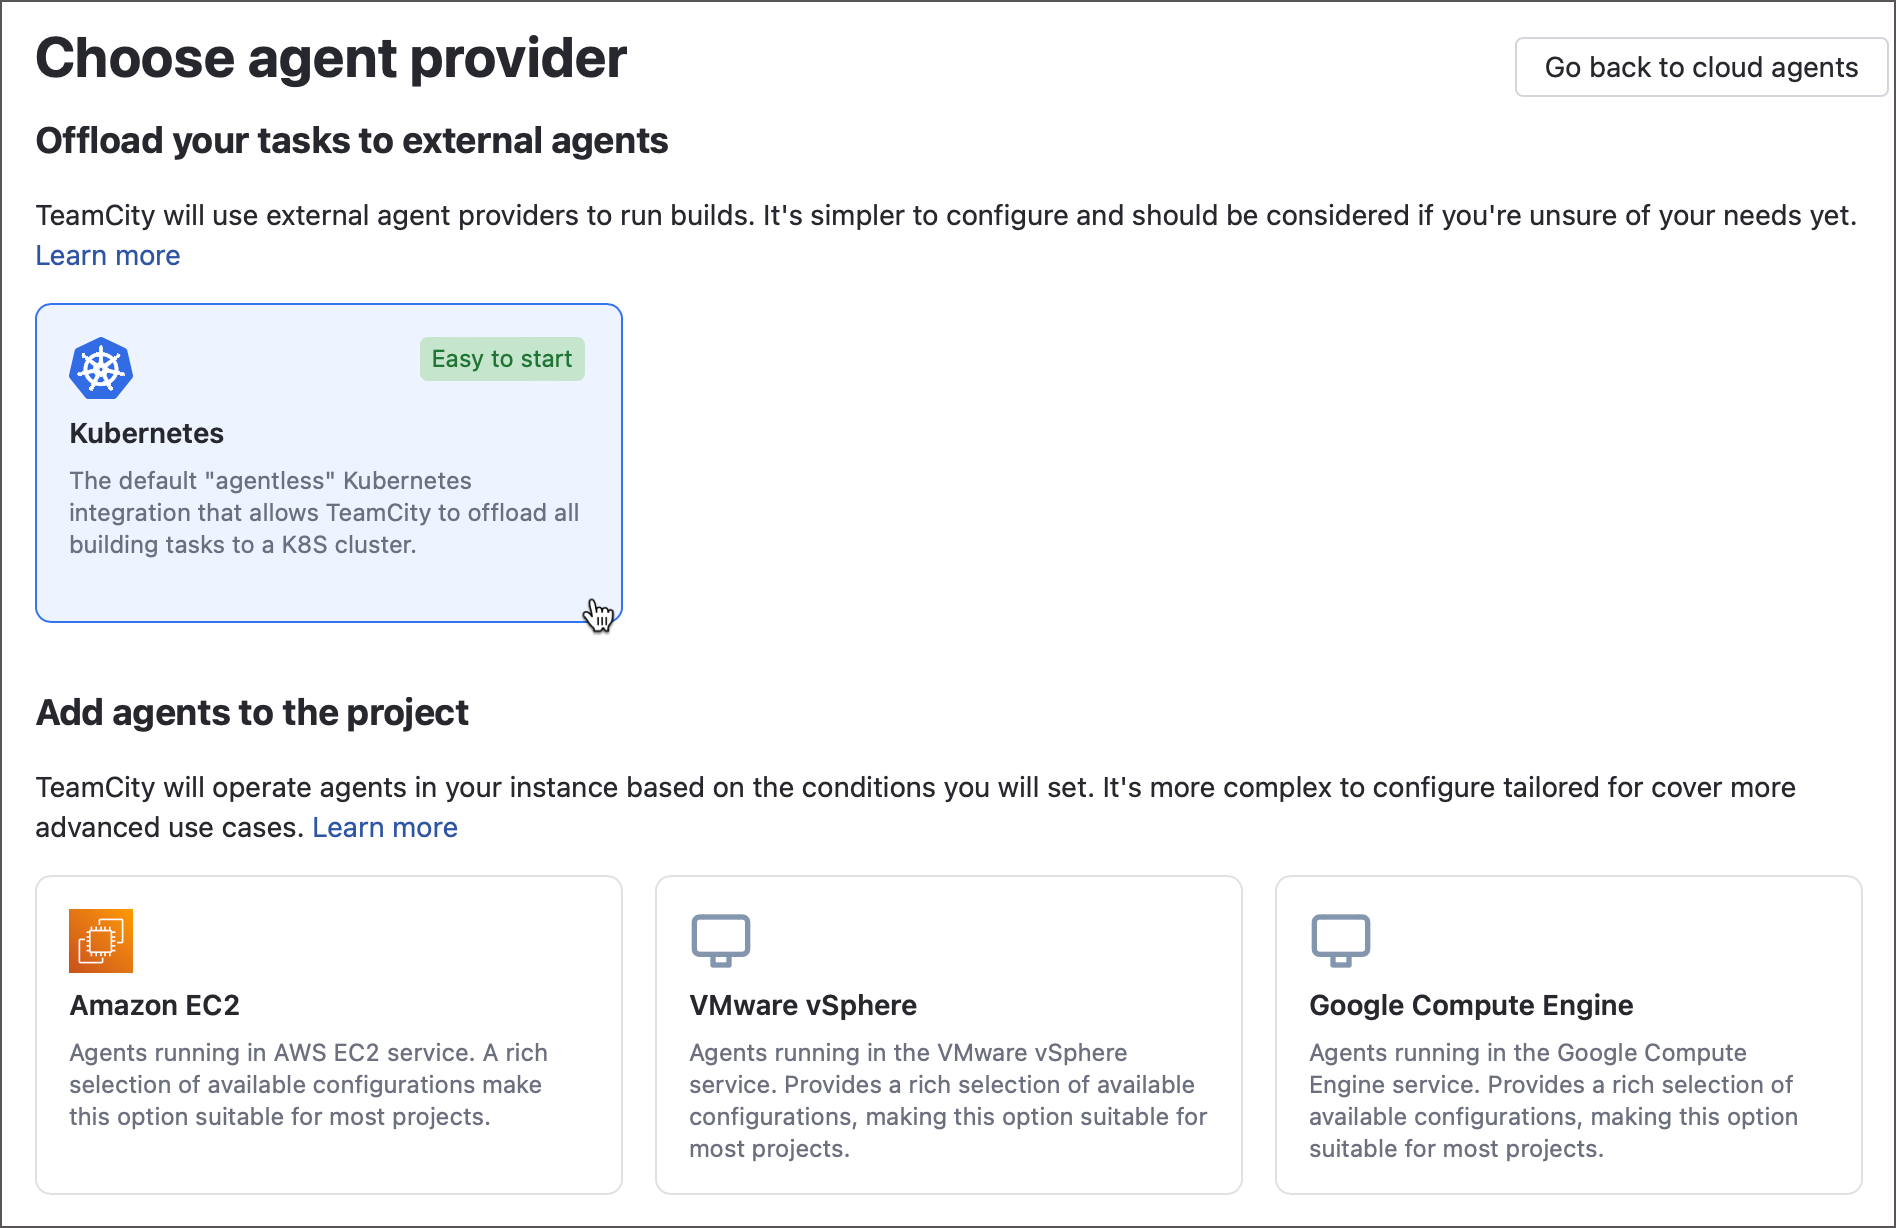 Choose agent provider
Go back to cloud agents
Offload your tasks to external agents
TeamCity will use external agent providers to run builds. It's simpler to configure and should be considered if you're unsure of your needs yet.
Learn more
Easy to start
Kubernetes
The default "agentless" Kubernetes
integration that allows TeamCity to offload all
building tasks to a K8S cluster.
Add agents to the project
TeamCity will operate agents in your instance based on the conditions you will set. It's more complex to configure tailored for cover more
advanced use cases. Learn more
Amazon EC2
Agents running in AWS EC2 service. A rich
selection of available configurations make
this option suitable for most projects.
VMware vSphere
Agents running in the VMware vSphere
service. Provides a rich selection of available
configurations, making this option suitable for
most projects.
Google Compute Engine
Agents running in the Google Compute
Engine service. Provides a rich selection of
available configurations, making this option
suitable for most projects.